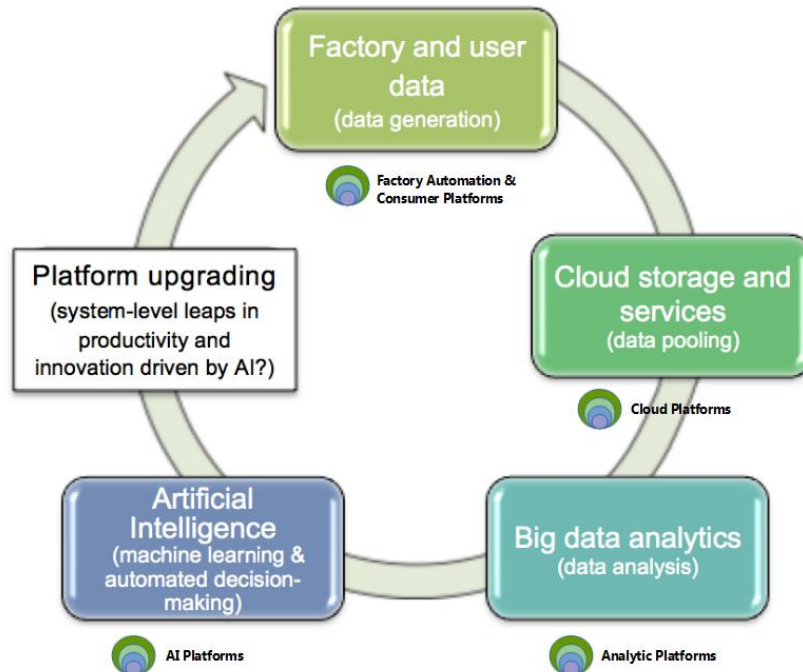 Factory and user
data
(data generation)
Factory Automation &
Consumer Platforms
Cloud storage and
services
(data pooling)
Cloud Platforms
Big data analytics
(data analysis)
Analytic Platforms
Artificial
Intelligence
(machine learning &
automated decision-
making)
AI Platforms
Platform upgrading
(system-level leaps in
productivity and
innovation driven by AI?)